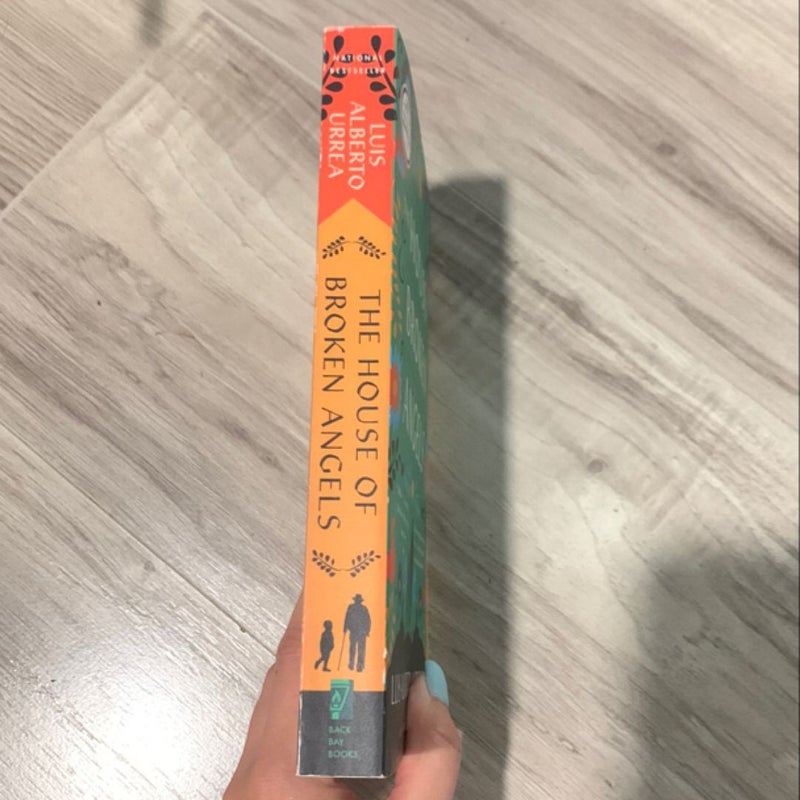 NATIONAL
BESTSELLER
LUIS
ALBERTO
URREA
THE HOUSE OF
BROKEN ANGELS
BACK
BAY
BOOKS